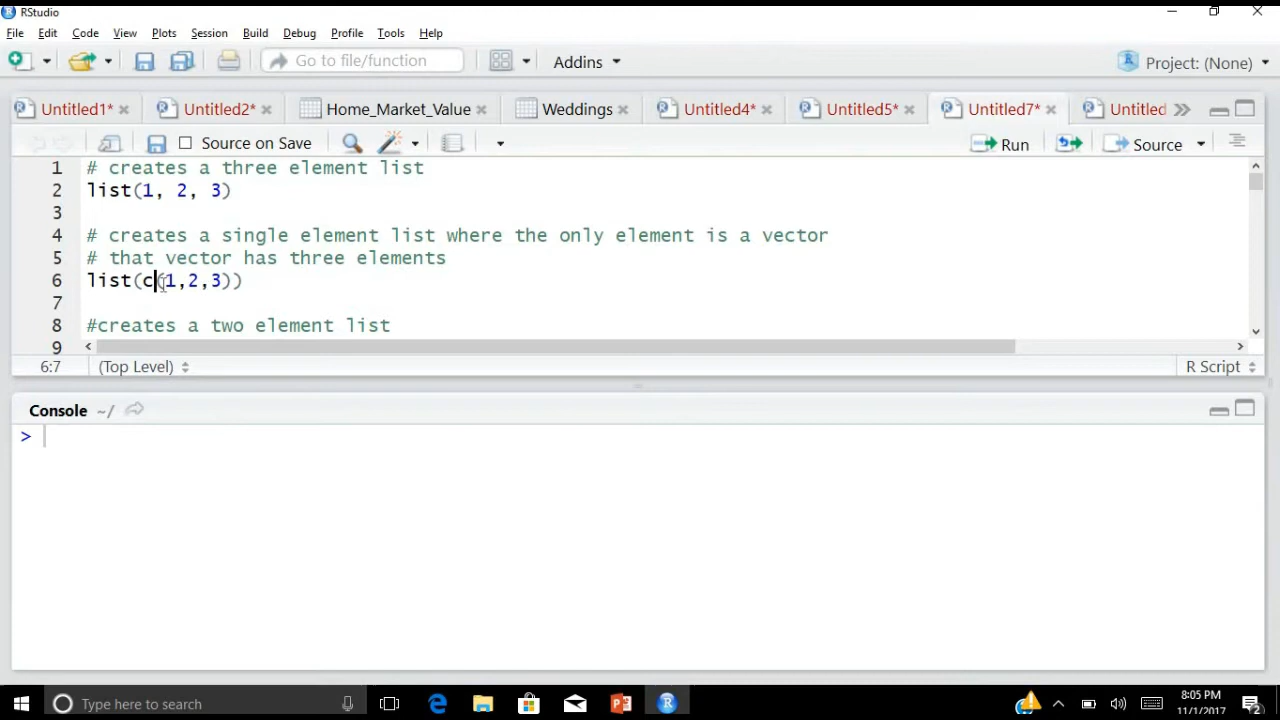 RStudio
File Edit Code View Plots Session Build Debug Profile Tools Help
Go to file/function Addins Project: (None)
Untitled1* Untitled2* Home_Market_Value Weddings Untitled4* Untitled5* Untitled7* Untitled
Source on Save Run Source
1 # creates a three element list
2 list(1, 2, 3)
3
4 # creates a single element list where the only element is a vector
5 # that vector has three elements
6 list(c(1,2,3))
7
8 #creates a two element list
9
6:7 (Top Level) R Script
Console ~/
>
Type here to search
8:05 PM
11/1/2017
2